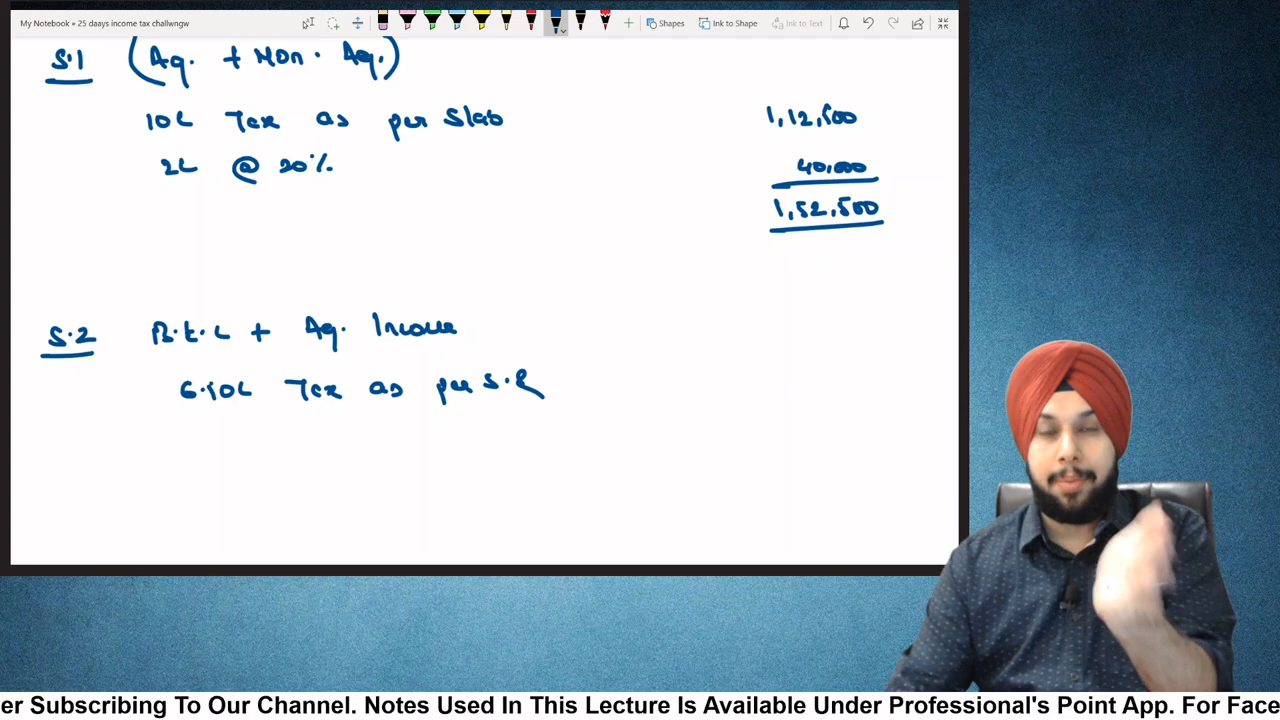 My Notebook » 25 daays income tax challwngw
Shapes
Ink to Shape
Ink to Text
S.1 (Ag. + Non. Ag.)
10L Tax as per Slab 1,12,500
2L @ 20% 40,000
1,52,500
S.2 B.E.L + Ag. Income
6.10L Tax as per S.R
er Subscribing To Our Channel. Notes Used In This Lecture Is Available Under Professional's Point App. For Face